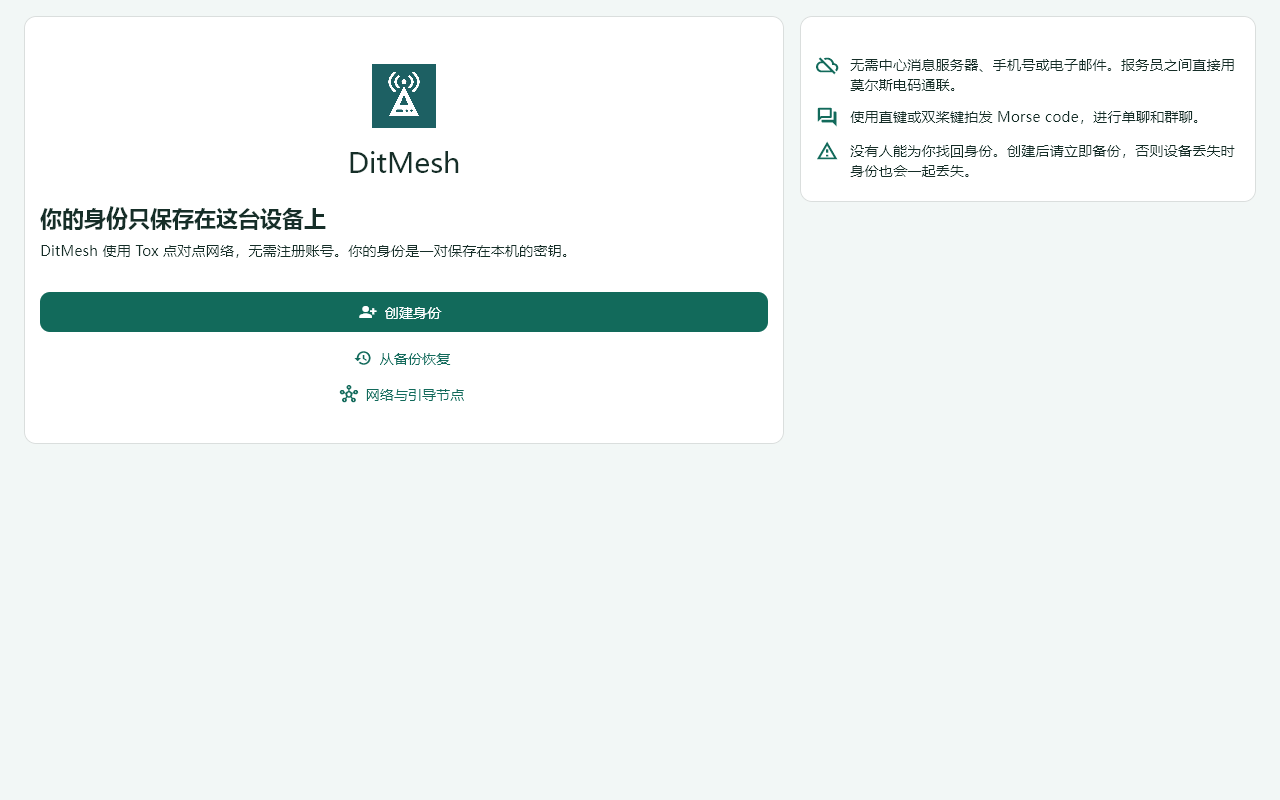 DitMesh
你的身份只保存在这台设备上
DitMesh 使用 Tox 点对点网络，无需注册账号。你的身份是一对保存在本机的密钥。
创建身份
从备份恢复
网络与引导节点
无需中心消息服务器、手机号或电子邮件。报务员之间直接用
莫尔斯电码通联。
使用直键或双桨键拍发 Morse code，进行单聊和群聊。
没有人能为你找回身份。创建后请立即备份，否则设备丢失时
身份也会一起丢失。